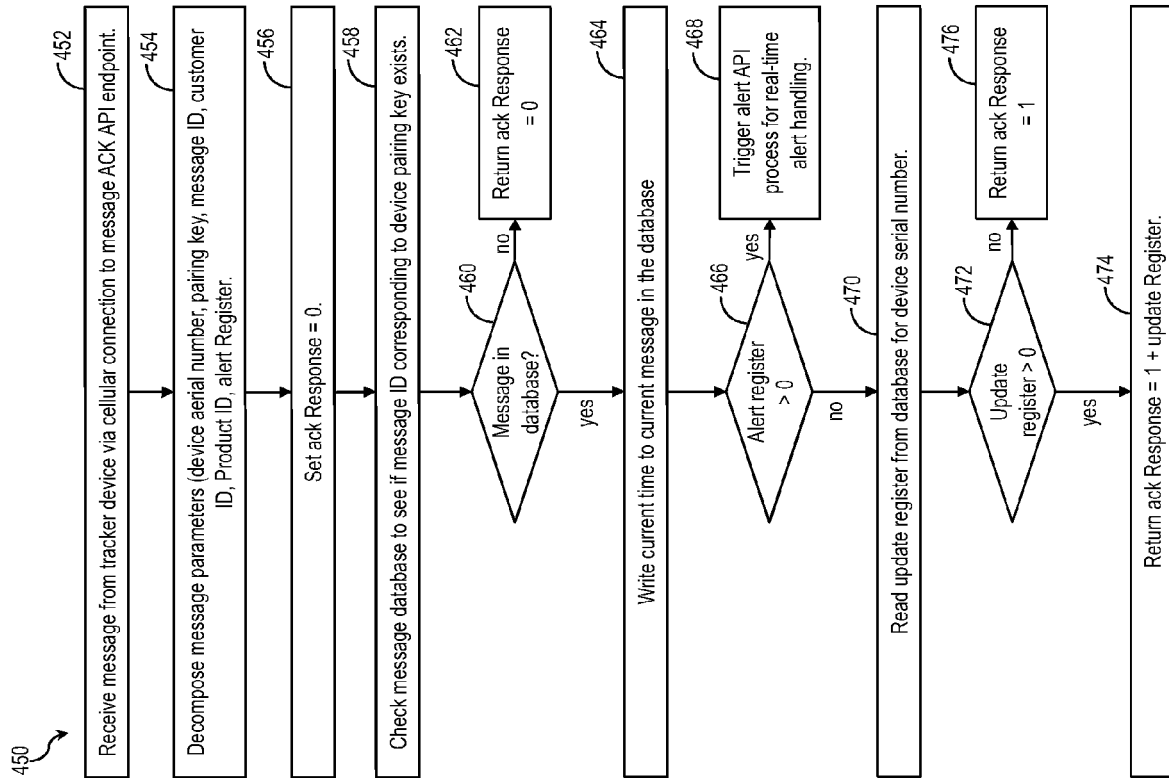 450
452
Receive message from tracker device via cellular connection to message ACK API endpoint.
454
Decompose message parameters (device aerial number, pairing key, message ID, customer
ID, Product ID, alert Register.
456
Set ack Response = 0.
458
Check message database to see if message ID corresponding to device pairing key exists.
460
Message in
database?
no
462
Return ack Response
= 0
yes
464
Write current time to current message in the database
466
Alert register
> 0
yes
468
Trigger alert API
process for real-time
alert handling.
no
470
Read update register from database for device serial number.
472
Update
register > 0
no
476
Return ack Response
= 1
yes
474
Return ack Response = 1 + update Register.